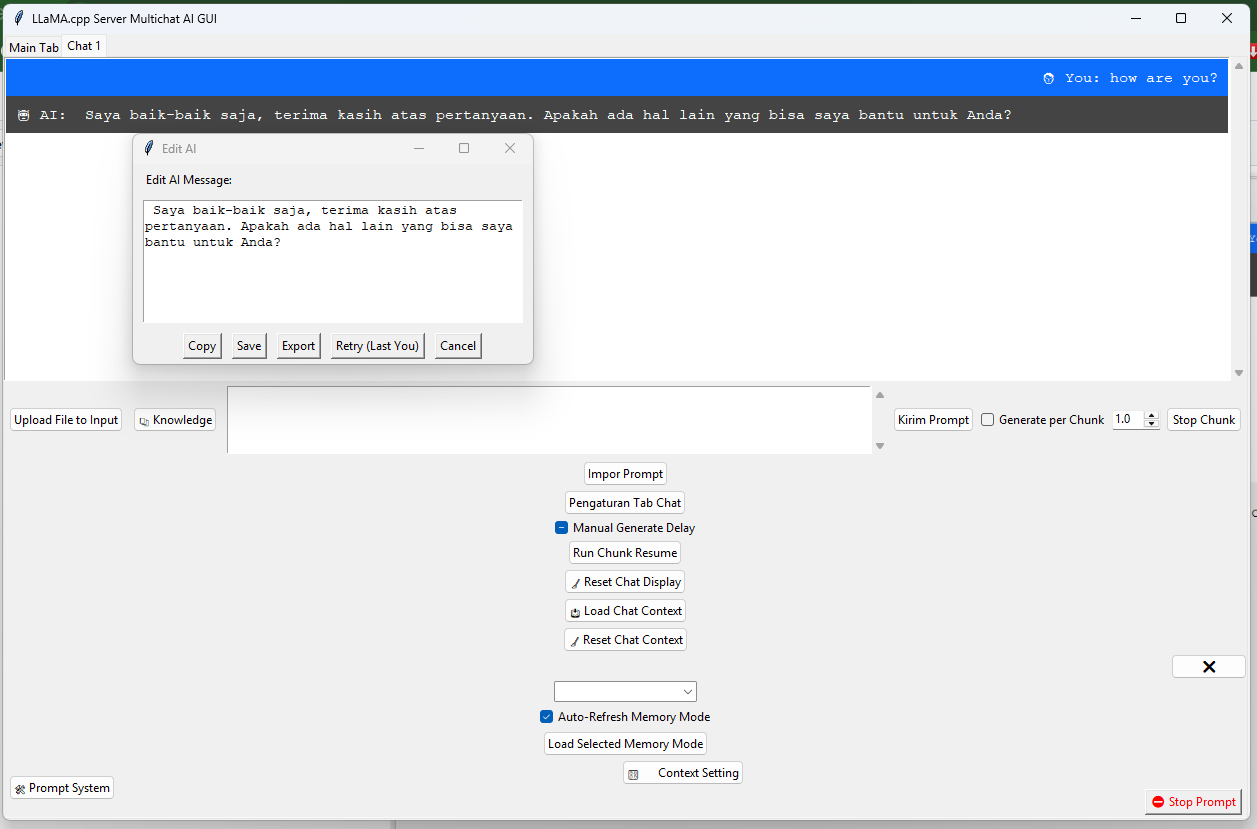 LLaMA.cpp Server Multichat AI GUI
Main Tab Chat 1
You: how are you?
AI: Saya baik-baik saja, terima kasih atas pertanyaan. Apakah ada hal lain yang bisa saya bantu untuk Anda?
Edit AI
Edit AI Message:
Saya baik-baik saja, terima kasih atas
pertanyaan. Apakah ada hal lain yang bisa saya
bantu untuk Anda?
Copy Save Export Retry (Last You) Cancel
Upload File to Input Knowledge Kirim Prompt Generate per Chunk 1.0 Stop Chunk
Impor Prompt
Pengaturan Tab Chat
Manual Generate Delay
Run Chunk Resume
Reset Chat Display
Load Chat Context
Reset Chat Context
Auto-Refresh Memory Mode
Load Selected Memory Mode
Context Setting
Prompt System
Stop Prompt